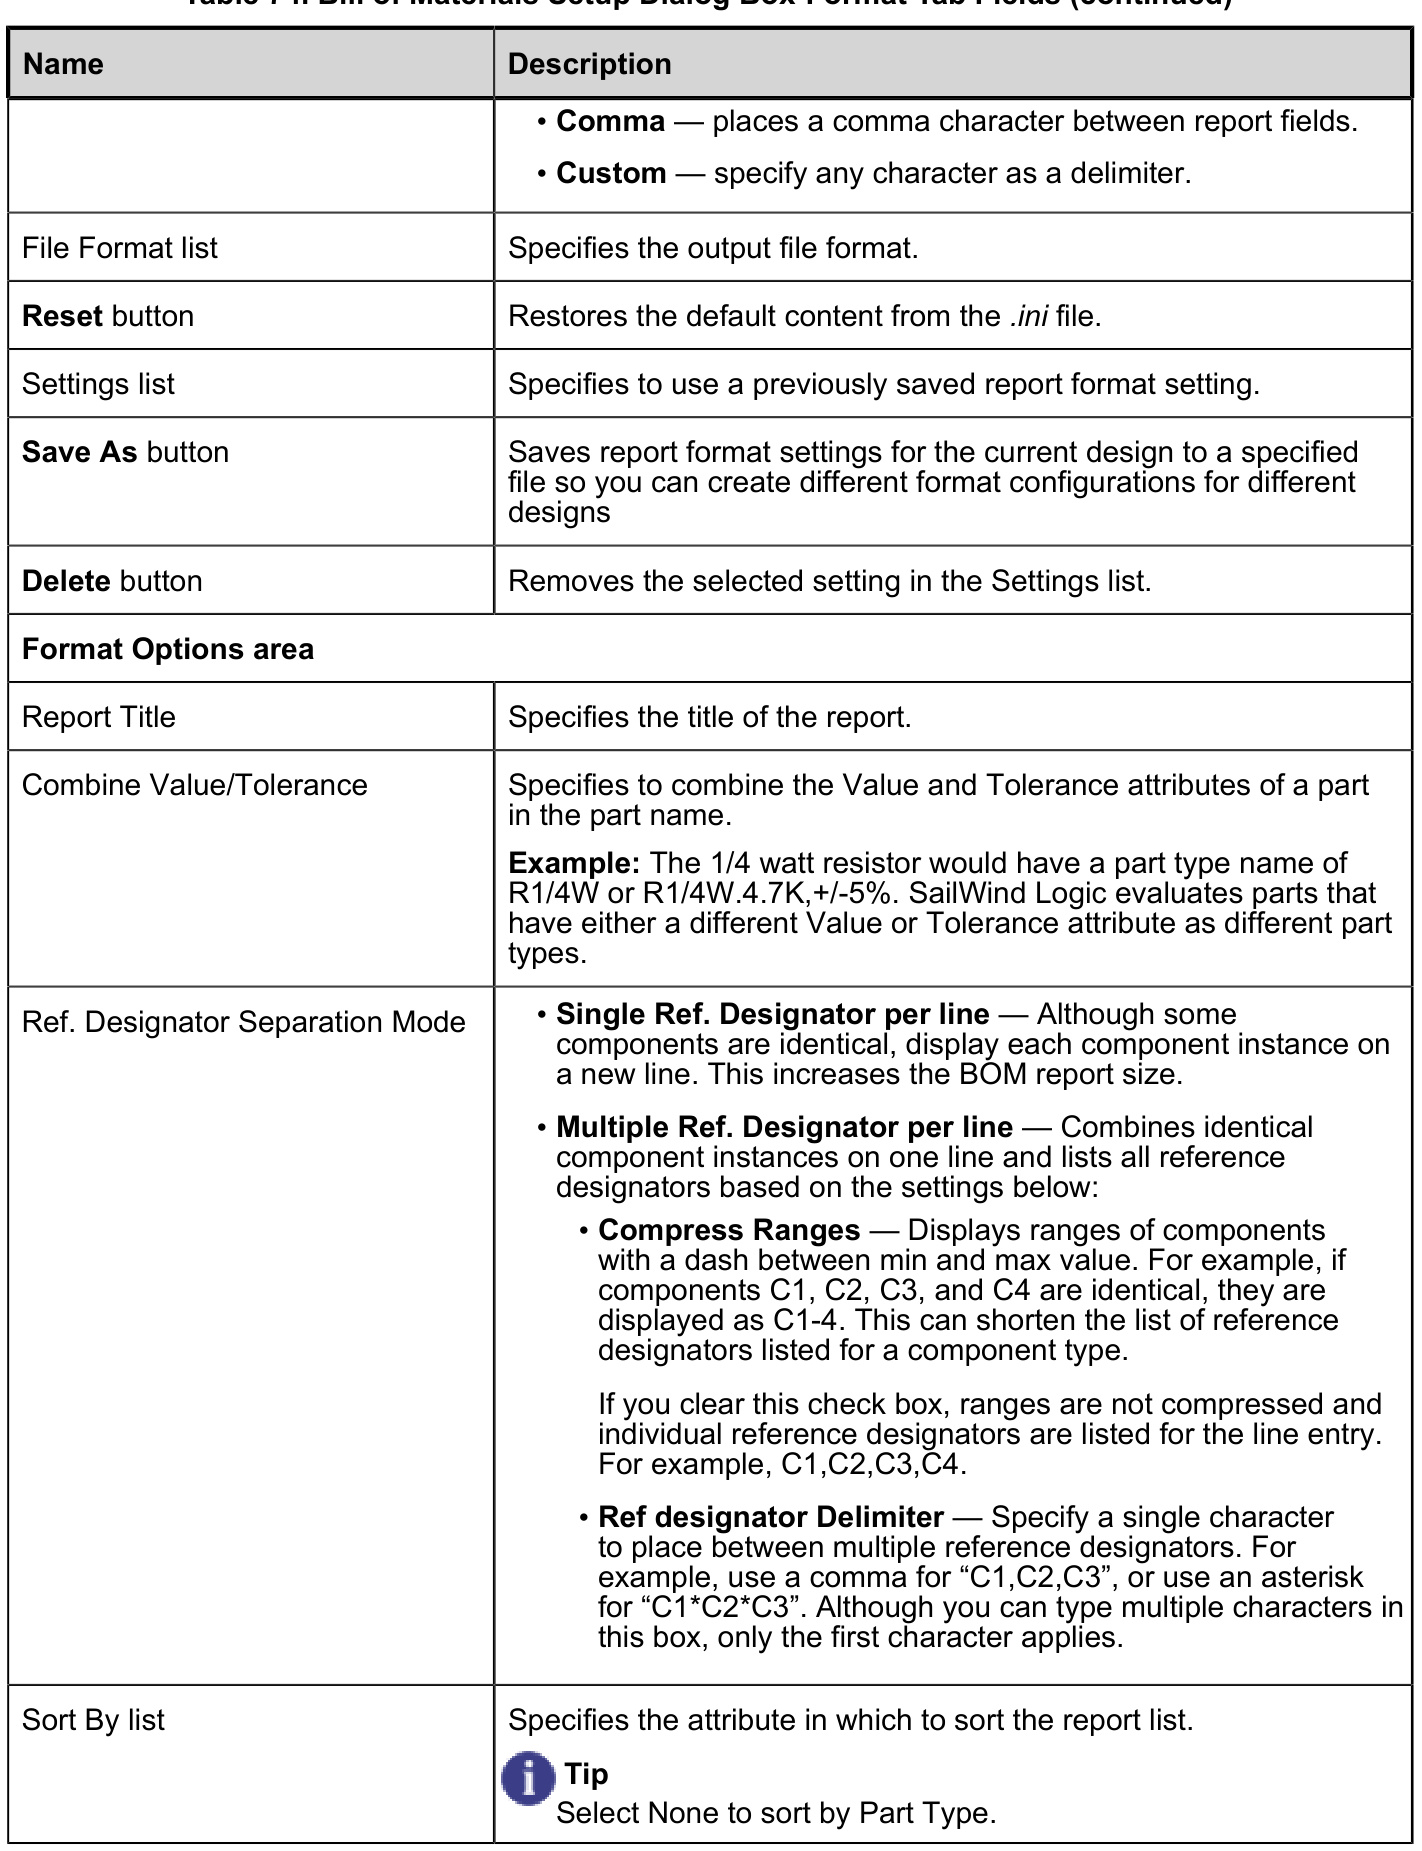 Table 74. Bill of Materials Setup Dialog Box Format Tab Fields (continued)
Name Description
• Comma — places a comma character between report fields.
• Custom — specify any character as a delimiter.
File Format list Specifies the output file format.
Reset button Restores the default content from the .ini file.
Settings list Specifies to use a previously saved report format setting.
Save As button Saves report format settings for the current design to a specified
file so you can create different format configurations for different
designs
Delete button Removes the selected setting in the Settings list.
Format Options area
Report Title Specifies the title of the report.
Combine Value/Tolerance Specifies to combine the Value and Tolerance attributes of a part
in the part name.
Example: The 1/4 watt resistor would have a part type name of
R1/4W or R1/4W.4.7K,+/-5%. SailWind Logic evaluates parts that
have either a different Value or Tolerance attribute as different part
types.
Ref. Designator Separation Mode • Single Ref. Designator per line — Although some
components are identical, display each component instance on
a new line. This increases the BOM report size.
• Multiple Ref. Designator per line — Combines identical
component instances on one line and lists all reference
designators based on the settings below:
• Compress Ranges — Displays ranges of components
with a dash between min and max value. For example, if
components C1, C2, C3, and C4 are identical, they are
displayed as C1-4. This can shorten the list of reference
designators listed for a component type.
If you clear this check box, ranges are not compressed and
individual reference designators are listed for the line entry.
For example, C1,C2,C3,C4.
• Ref designator Delimiter — Specify a single character
to place between multiple reference designators. For
example, use a comma for “C1,C2,C3”, or use an asterisk
for “C1*C2*C3”. Although you can type multiple characters in
this box, only the first character applies.
Sort By list Specifies the attribute in which to sort the report list.
i Tip
Select None to sort by Part Type.